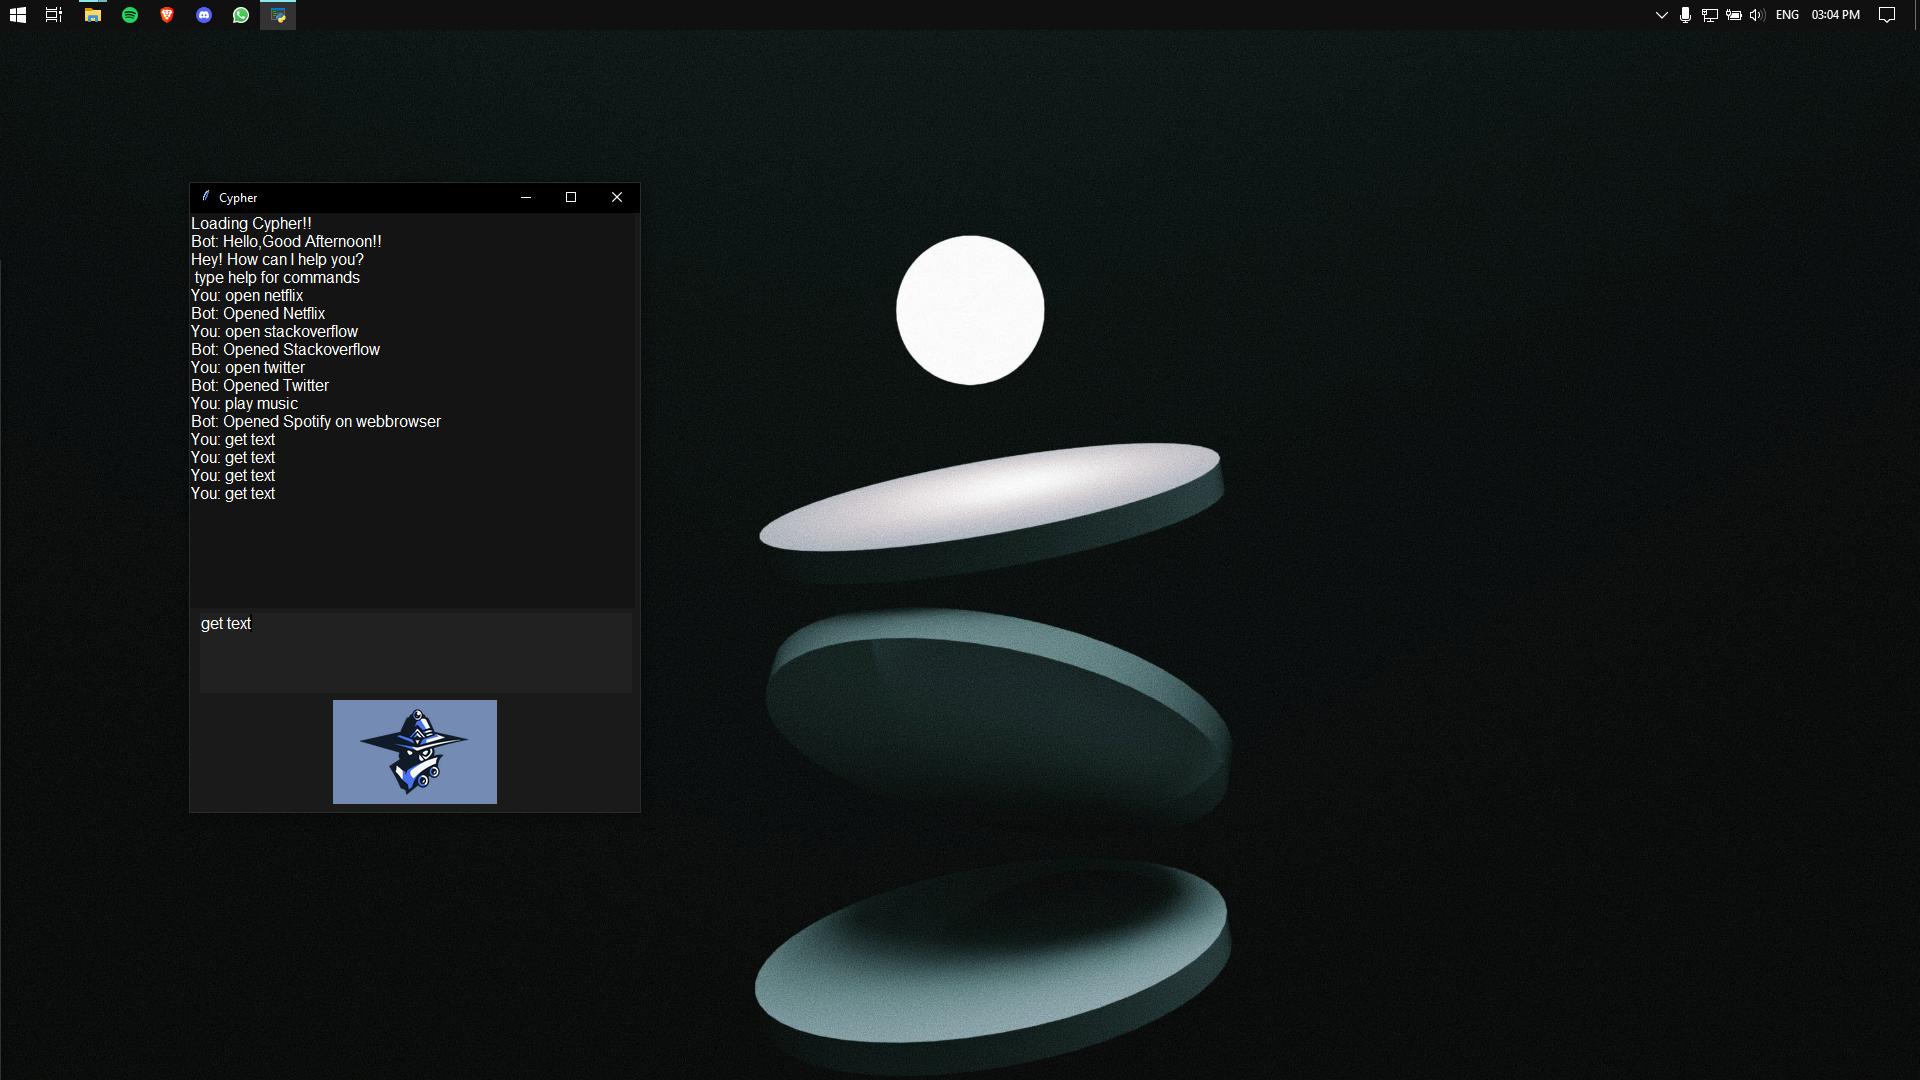 ENG 03:04 PM
Cypher
Loading Cypher!!
Bot: Hello,Good Afternoon!!
Hey! How can I help you?
type help for commands
You: open netflix
Bot: Opened Netflix
You: open stackoverflow
Bot: Opened Stackoverflow
You: open twitter
Bot: Opened Twitter
You: play music
Bot: Opened Spotify on webbrowser
You: get text
You: get text
You: get text
You: get text
get text